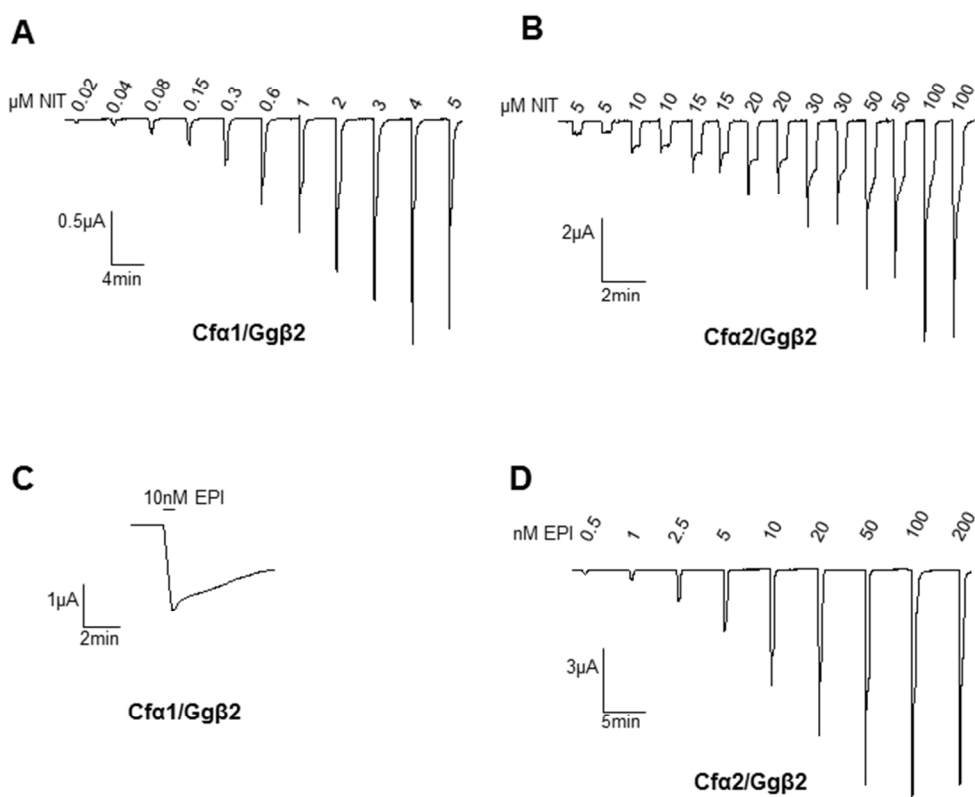 A
µM NIT 0.02 0.04 0.08 0.15 0.3 0.6 1 2 3 4 5
0.5µA
4min
Cfα1/Ggβ2
B
µM NIT 5 5 10 10 15 15 20 20 30 30 50 50 100 100
2µA
2min
Cfα2/Ggβ2
C
10nM EPI
1µA
2min
Cfα1/Ggβ2
D
nM EPI 0.5 1 2.5 5 10 20 50 100 200
3µA
5min
Cfα2/Ggβ2